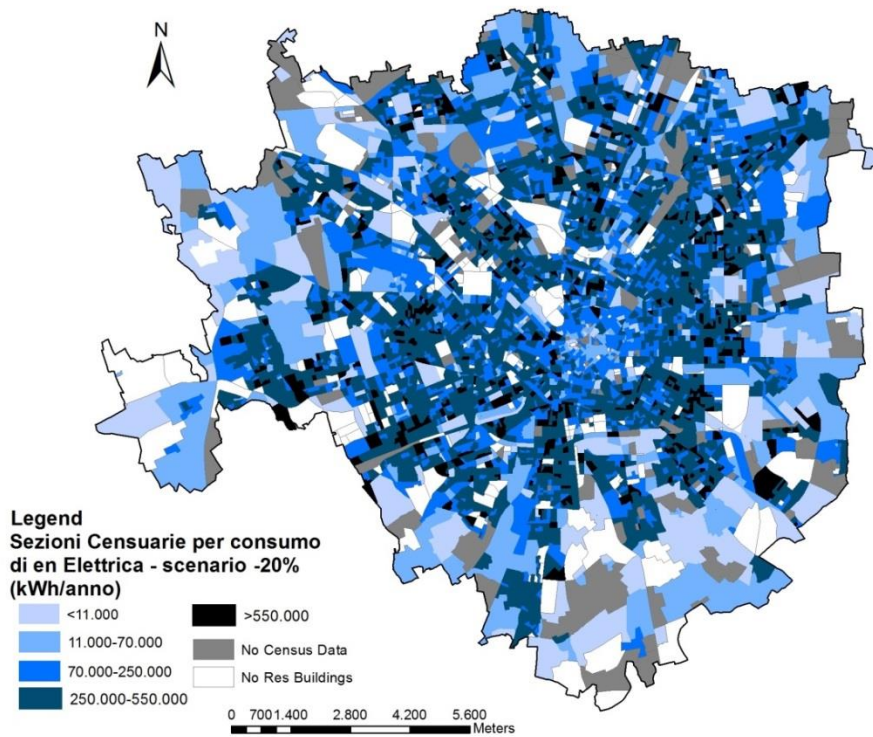 N
Legend
Sezioni Censuarie per consumo
di en Elettrica - scenario -20%
(kWh/anno)
<11.000
11.000-70.000
70.000-250.000
250.000-550.000
>550.000
No Census Data
No Res Buildings
0 700 1.400 2.800 4.200 5.600
Meters